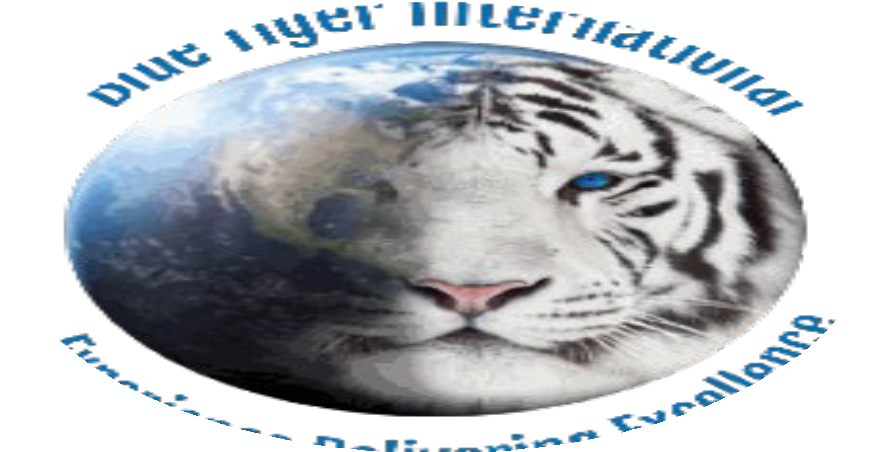 Blue Tiger International
Experience Delivering Excellence